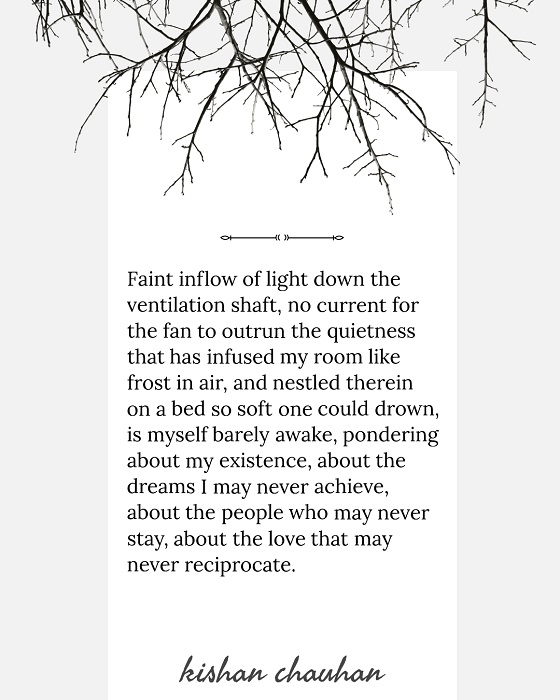 Faint inflow of light down the
ventilation shaft, no current for
the fan to outrun the quietness
that has infused my room like
frost in air, and nestled therein
on a bed so soft one could drown,
is myself barely awake, pondering
about my existence, about the
dreams I may never achieve,
about the people who may never
stay, about the love that may
never reciprocate.
kishan chauhan